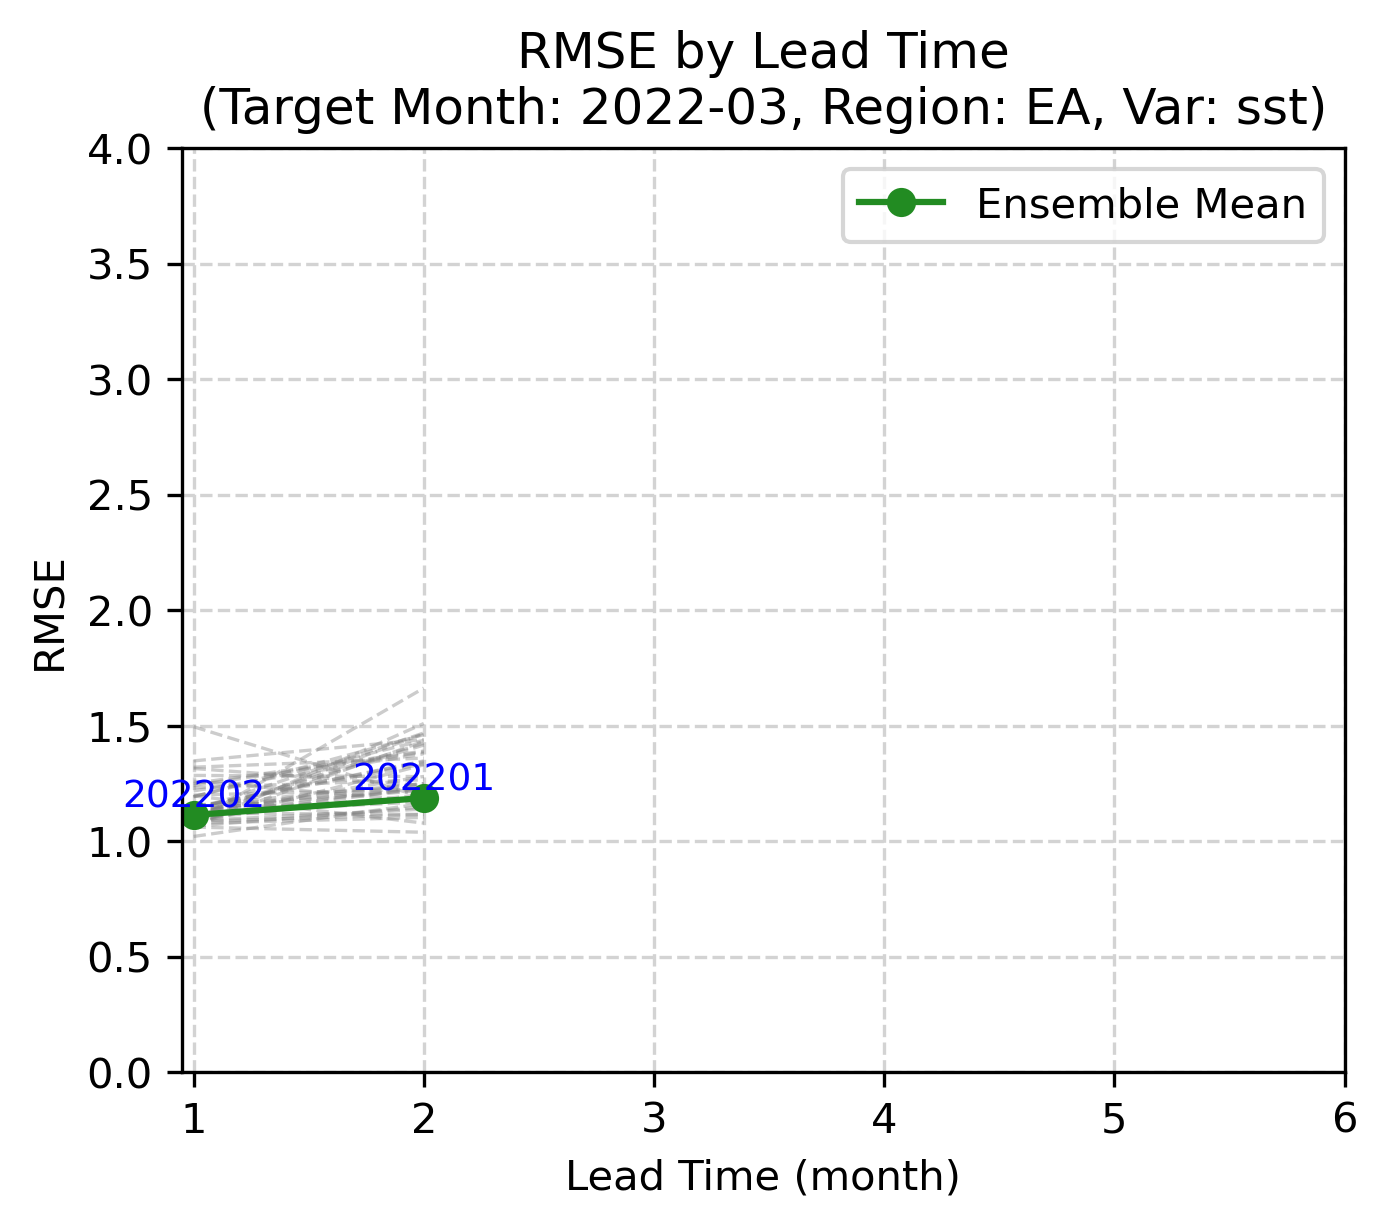 RMSE by Lead Time
(Target Month: 2022-03, Region: EA, Var: sst)
Ensemble Mean
4.0
3.5
3.0
2.5
2.0
1.5
1.0
0.5
0.0
RMSE
202202
202201
1 2 3 4 5 6
Lead Time (month)